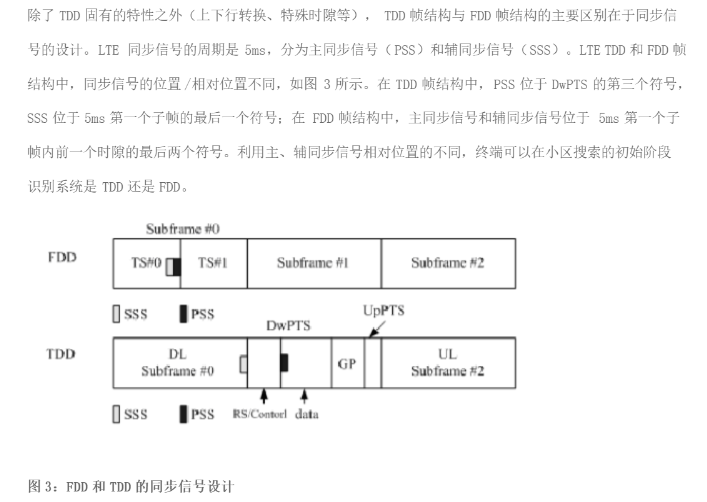 除了 TDD 固有的特性之外（上下行转换、特殊时隙等）， TDD 帧结构与 FDD 帧结构的主要区别在于同步信
号的设计。LTE 同步信号的周期是 5ms，分为主同步信号（PSS）和辅同步信号（SSS）。LTE TDD 和 FDD 帧
结构中，同步信号的位置/相对位置不同，如图 3 所示。在 TDD 帧结构中，PSS 位于 DwPTS 的第三个符号，
SSS 位于 5ms 第一个子帧的最后一个符号；在 FDD 帧结构中，主同步信号和辅同步信号位于 5ms 第一个子
帧内前一个时隙的最后两个符号。利用主、辅同步信号相对位置的不同，终端可以在小区搜索的初始阶段
识别系统是 TDD 还是 FDD。
Subframe #0
FDD TS#0 TS#1 Subframe #1 Subframe #2
SSS PSS
DwPTS UpPTS
TDD DL Subframe #0 GP UL Subframe #2
SSS PSS RS/Contorl data
图 3：FDD 和 TDD 的同步信号设计